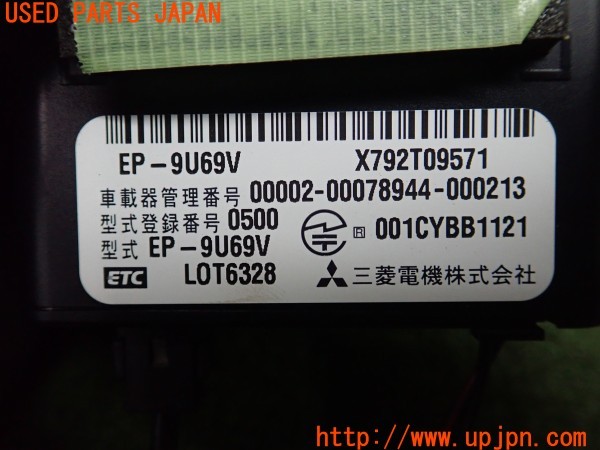 USED PARTS JAPAN
EP-9U69V X792T09571
車載器管理番号 00002-00078944-000213
型式登録番号 0500
R 001CYBB1121
型式 EP-9U69V
ETC LOT6328 三菱電機株式会社
http://www.upjpn.com/